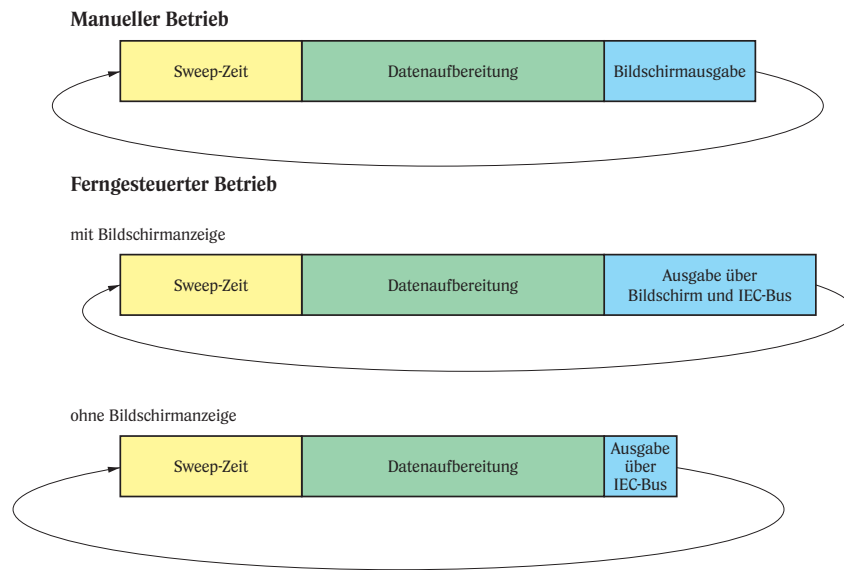 Manueller Betrieb
Sweep-Zeit
Datenaufbereitung
Bildschirmausgabe
Ferngesteuerter Betrieb
mit Bildschirmanzeige
Sweep-Zeit
Datenaufbereitung
Ausgabe über
Bildschirm und IEC-Bus
ohne Bildschirmanzeige
Sweep-Zeit
Datenaufbereitung
Ausgabe
über
IEC-Bus